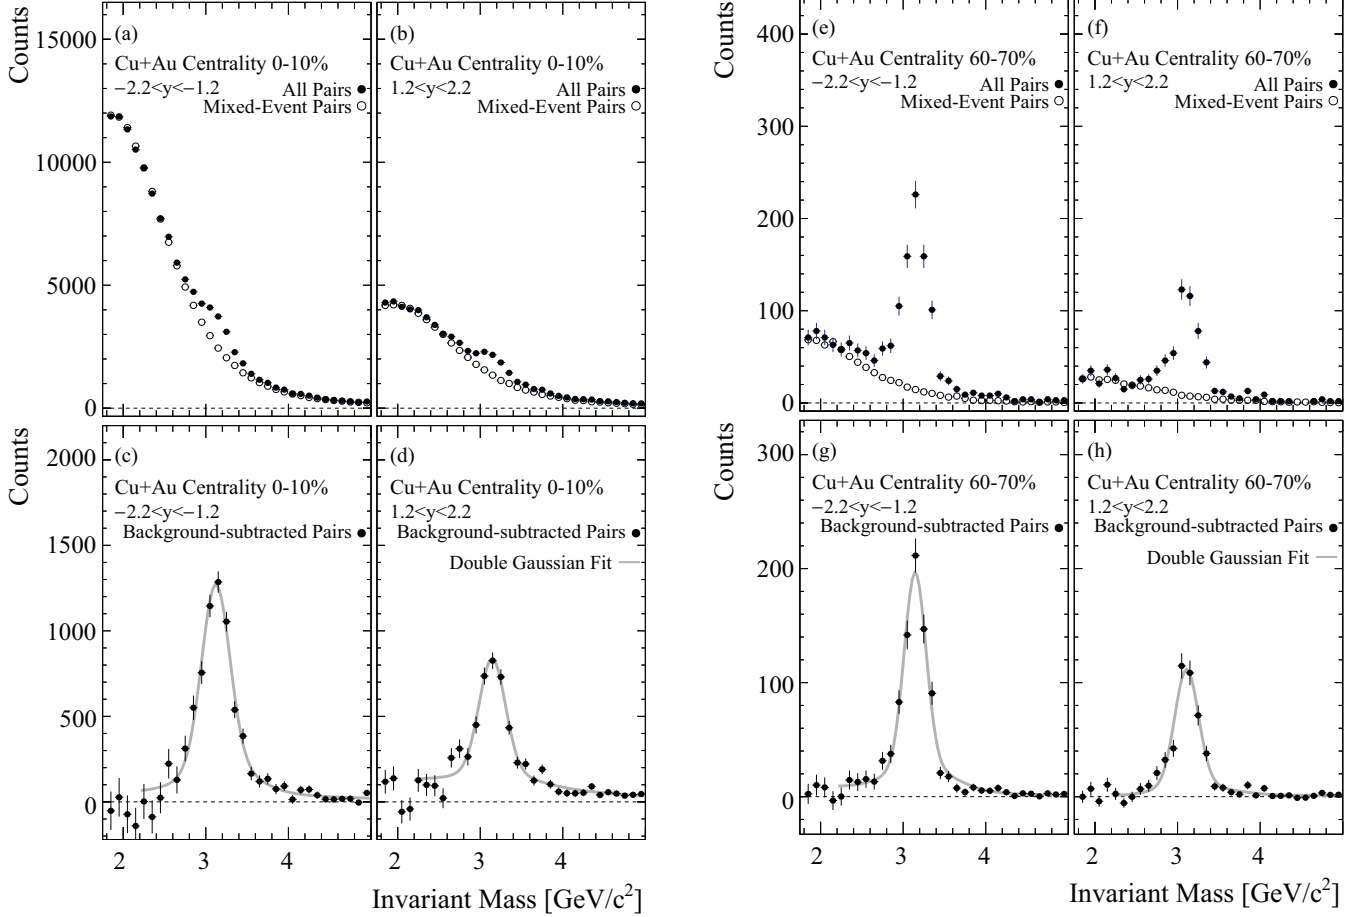 Counts
15000
10000
5000
0
(a)
Cu+Au Centrality 0-10%
−2.2<y<−1.2
All Pairs
Mixed-Event Pairs
(b)
Cu+Au Centrality 0-10%
1.2<y<2.2
All Pairs
Mixed-Event Pairs
Counts
2000
1500
1000
500
0
(c)
Cu+Au Centrality 0-10%
−2.2<y<−1.2
Background-subtracted Pairs
(d)
Cu+Au Centrality 0-10%
1.2<y<2.2
Background-subtracted Pairs
Double Gaussian Fit
2 3 4 2 3 4
Invariant Mass [GeV/c²]
Counts
400
300
200
100
0
(e)
Cu+Au Centrality 60-70%
−2.2<y<−1.2
All Pairs
Mixed-Event Pairs
(f)
Cu+Au Centrality 60-70%
1.2<y<2.2
All Pairs
Mixed-Event Pairs
Counts
300
200
100
0
(g)
Cu+Au Centrality 60-70%
−2.2<y<−1.2
Background-subtracted Pairs
(h)
Cu+Au Centrality 60-70%
1.2<y<2.2
Background-subtracted Pairs
Double Gaussian Fit
2 3 4 2 3 4
Invariant Mass [GeV/c²]